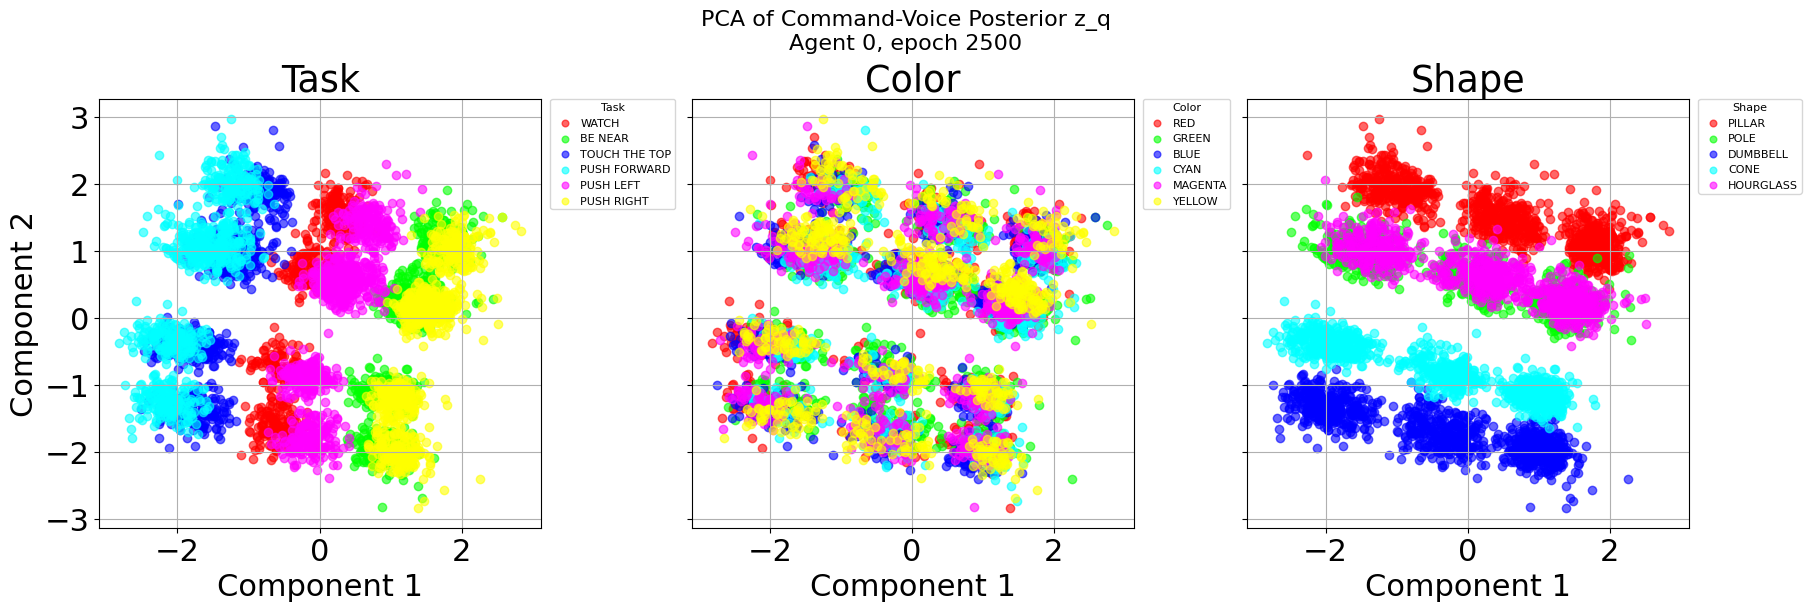 PCA of Command-Voice Posterior z_q
Agent 0, epoch 2500
Task
Color
Shape
Task
WATCH
BE NEAR
TOUCH THE TOP
PUSH FORWARD
PUSH LEFT
PUSH RIGHT
Color
RED
GREEN
BLUE
CYAN
MAGENTA
YELLOW
Shape
PILLAR
POLE
DUMBBELL
CONE
HOURGLASS
Component 2
3
2
1
0
−1
−2
−3
−2 0 2
−2 0 2
−2 0 2
Component 1
Component 1
Component 1